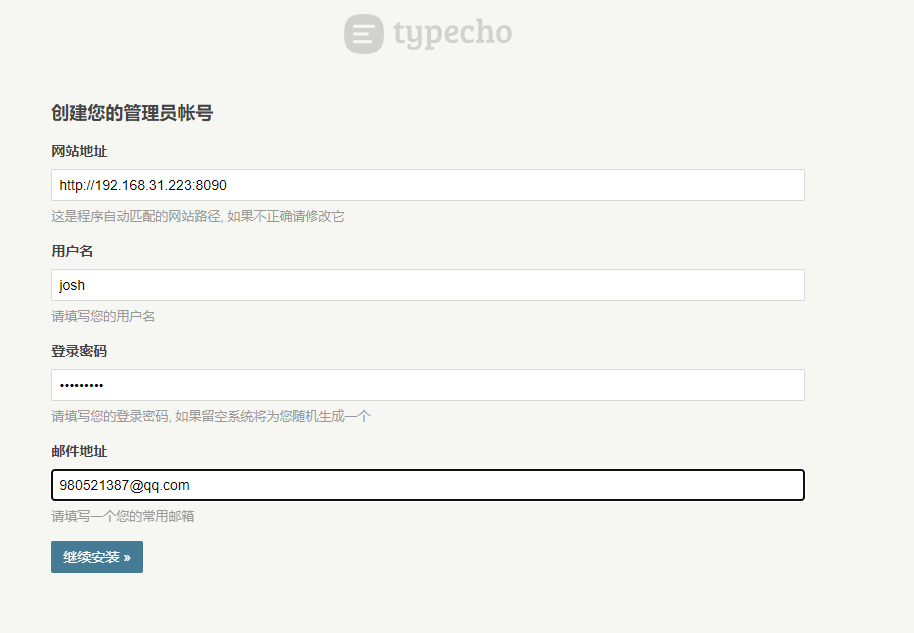 typecho
创建您的管理员帐号
网站地址
http://192.168.31.223:8090
这是程序自动匹配的网站路径, 如果不正确请修改它
用户名
josh
请填写您的用户名
登录密码
•••••••••
请填写您的登录密码, 如果留空系统将为您随机生成一个
邮件地址
980521387@qq.com
请填写一个您的常用邮箱
继续安装 »